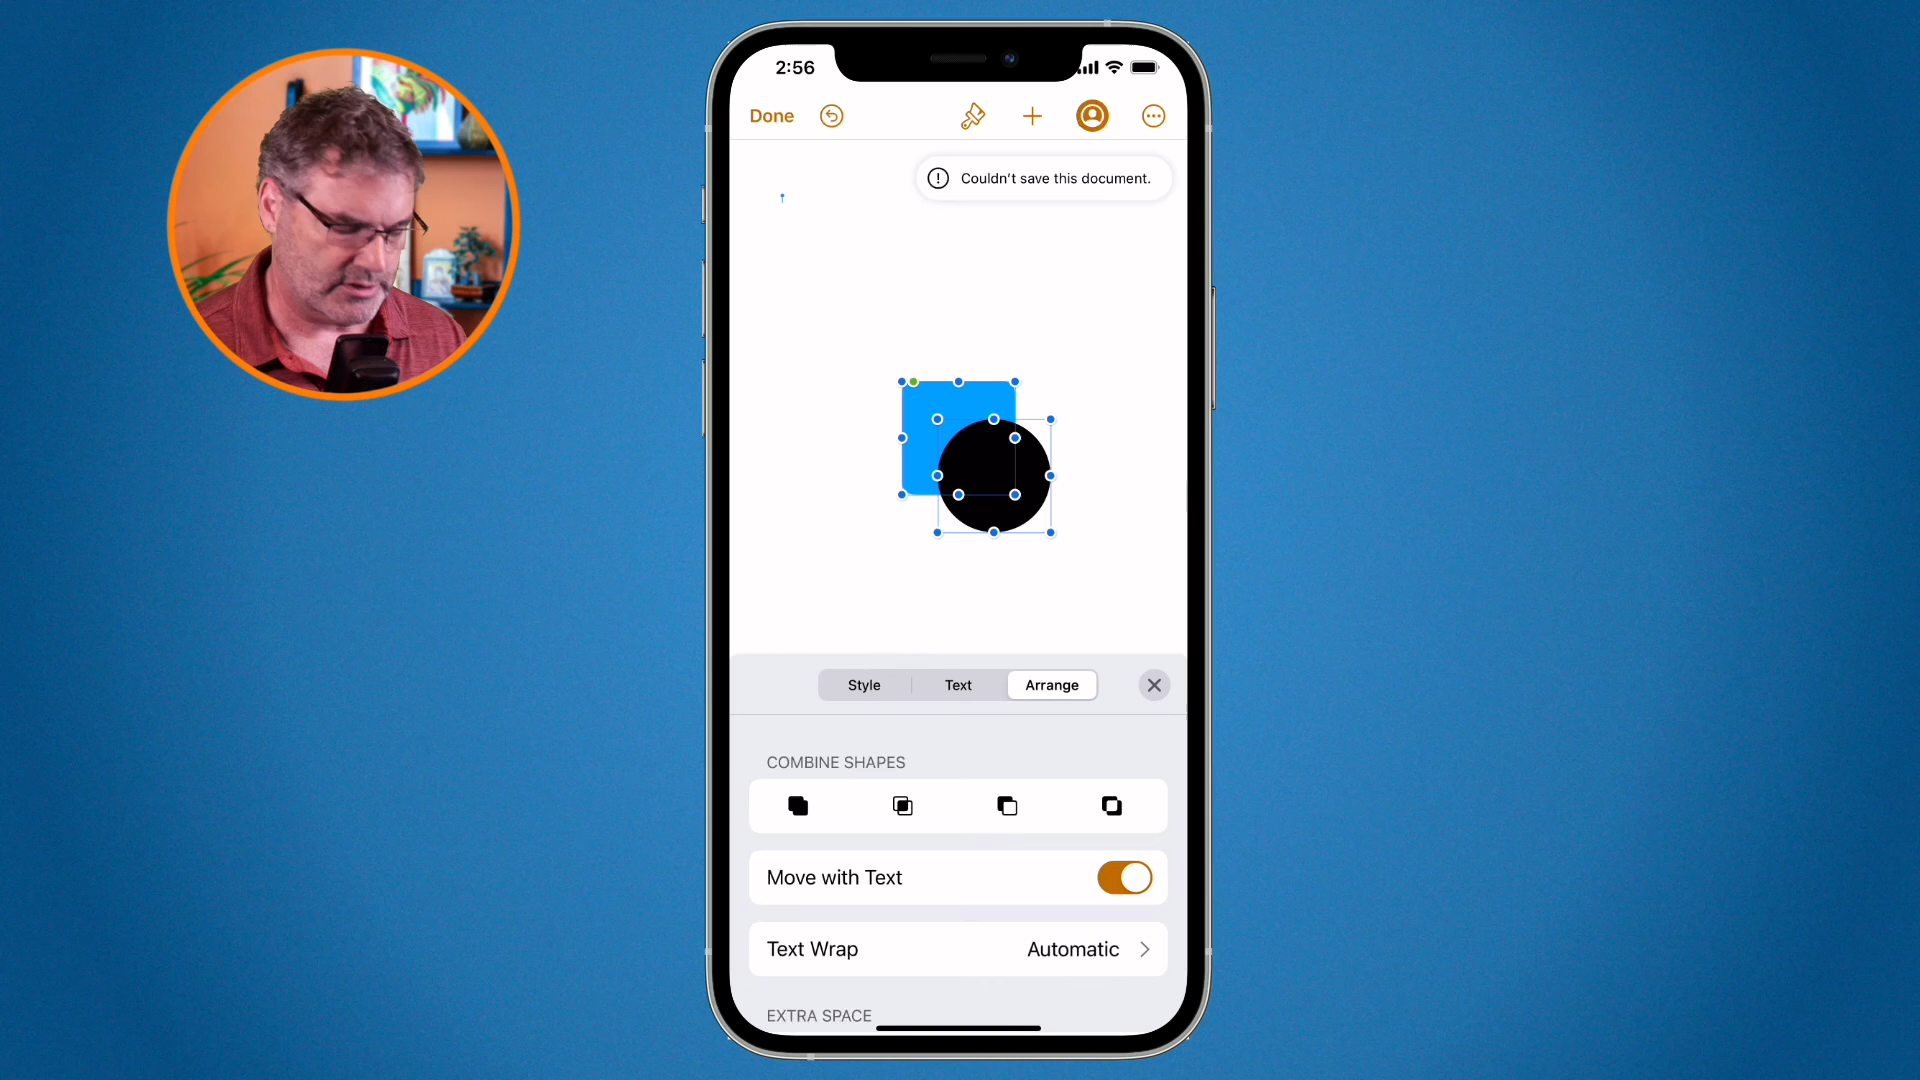 2:56
Done
Couldn't save this document.
Style Text Arrange
COMBINE SHAPES
Move with Text
Text Wrap Automatic
EXTRA SPACE